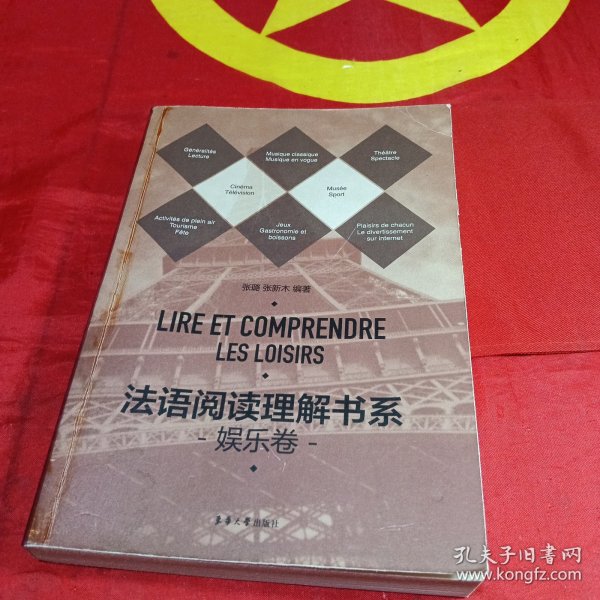 Généralités
Lecture
Musique classique
Musique en vogue
Théâtre
Spectacle
Cinéma
Télévision
Musée
Sport
Activités de plein air
Tourisme
Fête
Jeux
Gastronomie et
boissons
Plaisirs de chacun
Le divertissement
sur internet
张璐 张新木 编著
LIRE ET COMPRENDRE
LES LOISIRS
法语阅读理解书系
- 娱乐卷 -
东华大学出版社
孔夫子旧书网
www.kongfz.com